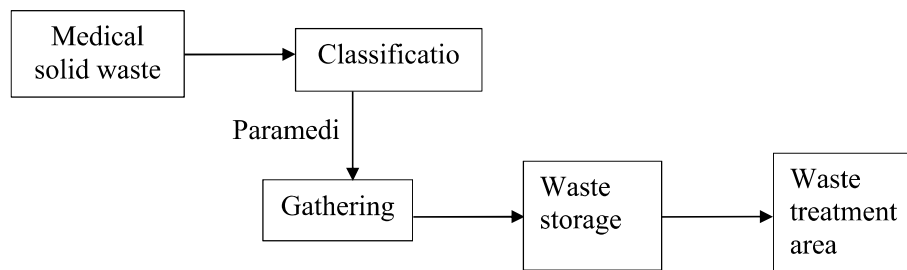 Medical
solid waste
Classificatio
Paramedi
Gathering
Waste
storage
Waste
treatment
area